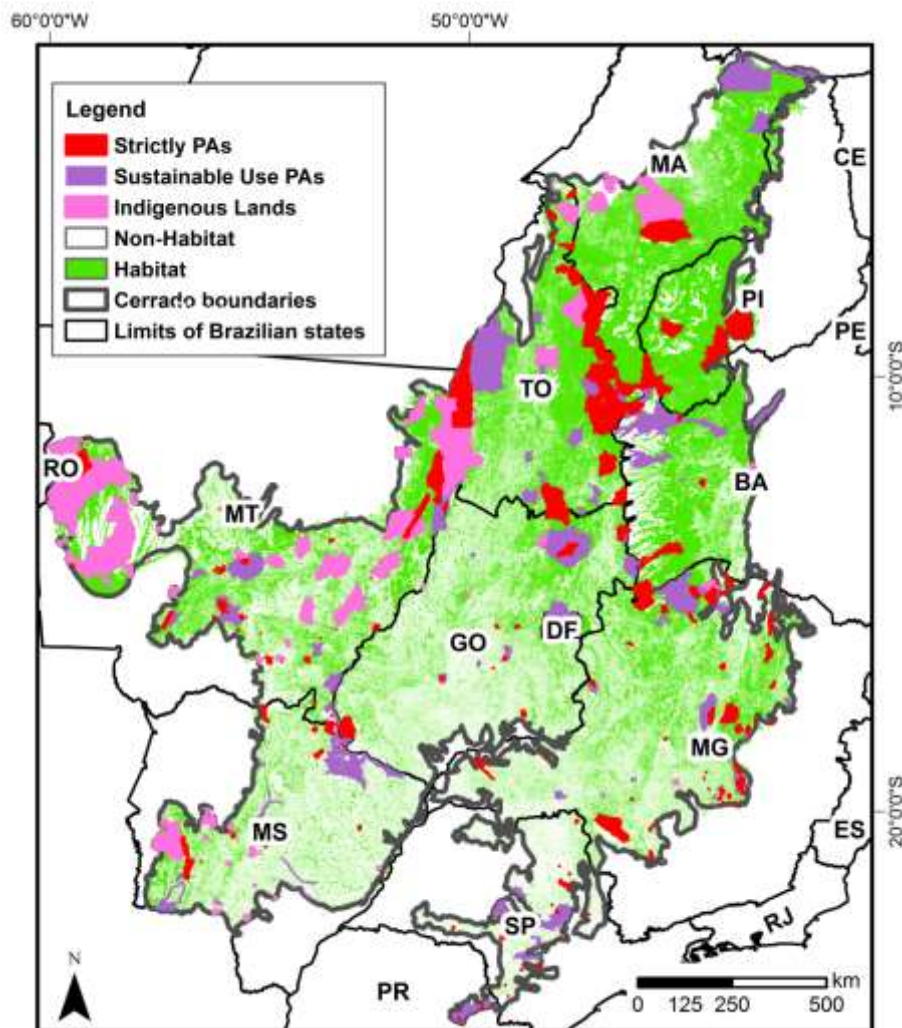 60°0'0"W
50°0'0"W
Legend
Strictly PAs
Sustainable Use PAs
Indigenous Lands
Non-Habitat
Habitat
Cerrado boundaries
Limits of Brazilian states
MA
CE
PI
PE
TO
10°0'0"S
RO
MT
BA
GO
DF
MG
MS
20°0'0"S
ES
SP
RJ
PR
N
km
0 125 250 500